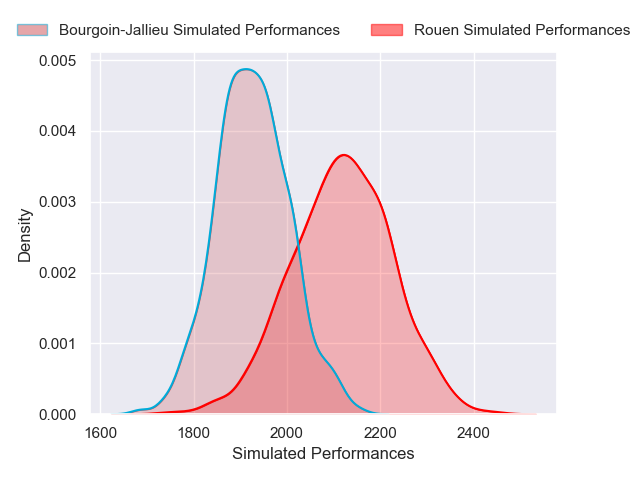 Bourgoin-Jallieu Simulated Performances
Rouen Simulated Performances
0.005
0.004
0.003
0.002
0.001
0.000
Density
1600
1800
2000
2200
2400
Simulated Performances